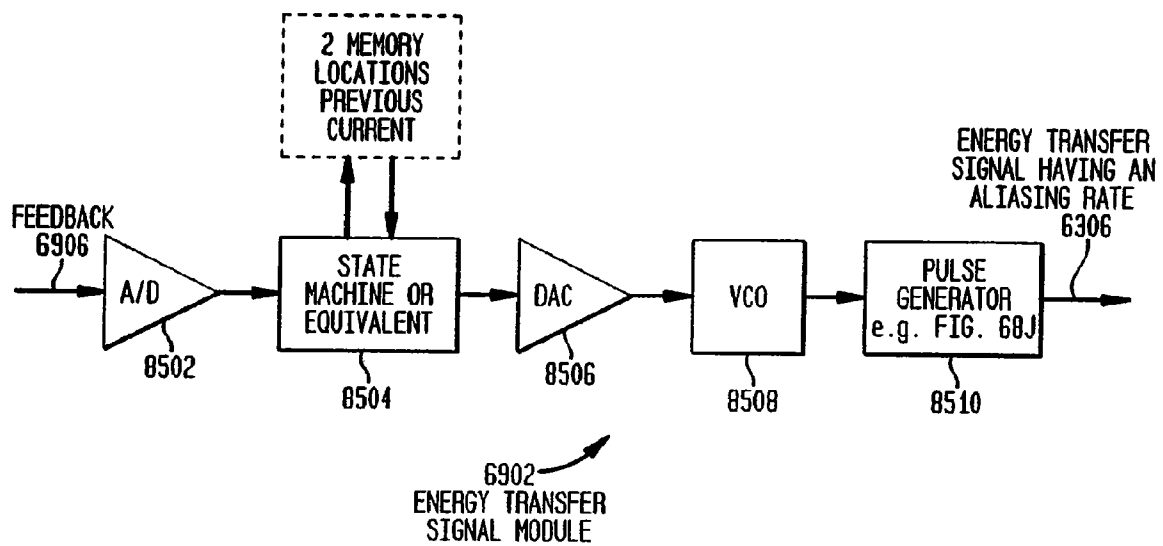 2 MEMORY
LOCATIONS
PREVIOUS
CURRENT
FEEDBACK
6906
A/D
8502
STATE
MACHINE OR
EQUIVALENT
8504
DAC
8506
VCO
8508
PULSE
GENERATOR
e.g. FIG. 68J
8510
ENERGY TRANSFER
SIGNAL HAVING AN
ALIASING RATE
6306
6902
ENERGY TRANSFER
SIGNAL MODULE